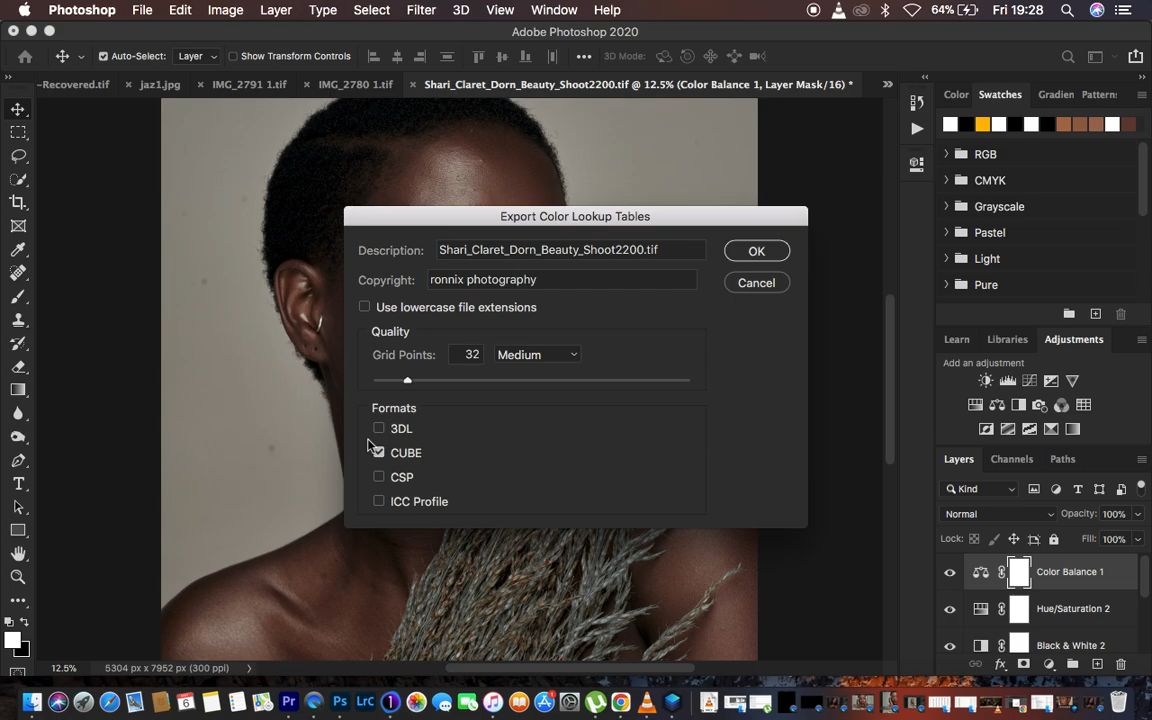 Photoshop File Edit Image Layer Type Select Filter 3D View Window Help 64% Fri 19:28
Adobe Photoshop 2020
Auto-Select: Layer Show Transform Controls 3D Mode:
-Recovered.tif jaz1.jpg IMG_2791 1.tif IMG_2780 1.tif Shari_Claret_Dorn_Beauty_Shoot2200.tif @ 12.5% (Color Balance 1, Layer Mask/16) *
Color Swatches Gradien Pattern:
RGB
CMYK
Grayscale
Pastel
Light
Pure
Export Color Lookup Tables
Description: Shari_Claret_Dorn_Beauty_Shoot2200.tif OK
Copyright: ronnix photography Cancel
Use lowercase file extensions
Quality
Grid Points: 32 Medium
Formats
3DL
CUBE
CSP
ICC Profile
Learn Libraries Adjustments
Add an adjustment
Layers Channels Paths
Kind
Normal Opacity: 100%
Lock: Fill: 100%
Color Balance 1
Hue/Saturation 2
Black & White 2
12.5% 5304 px x 7952 px (300 ppi)
6 Pr Ps LrC